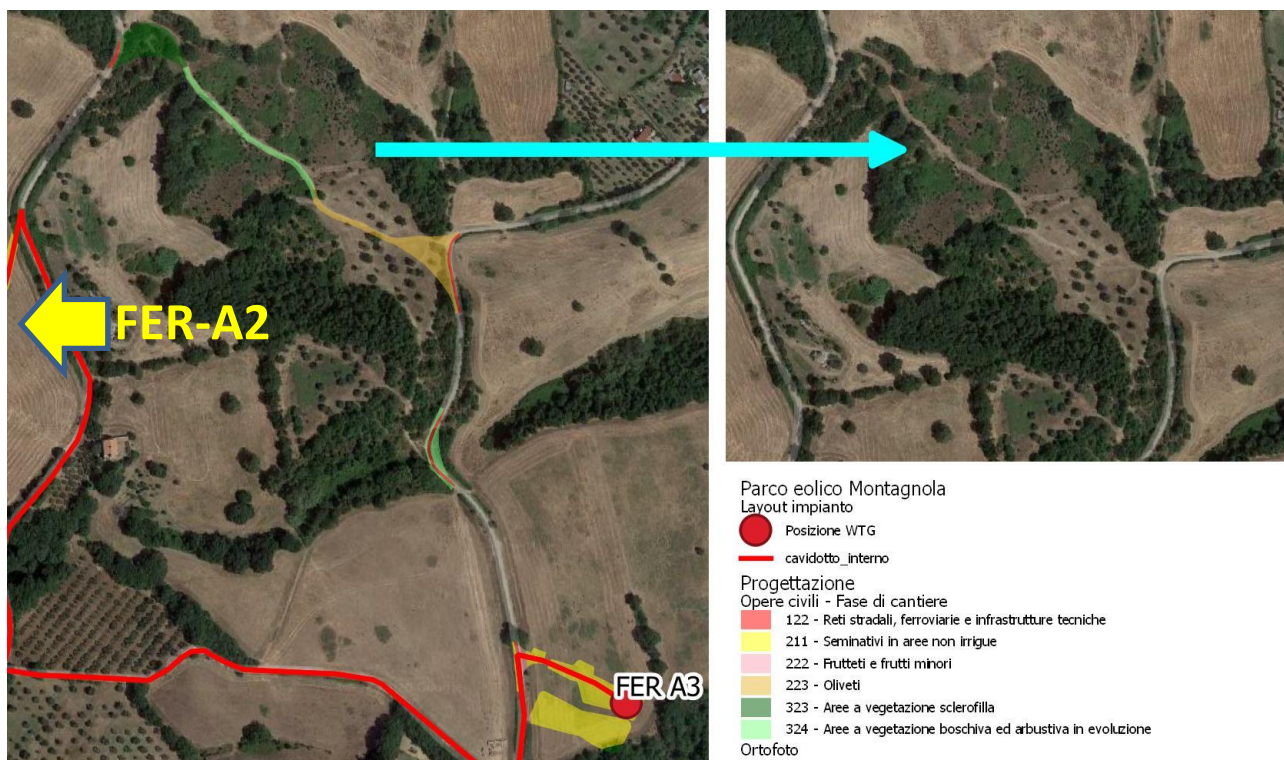 FER-A2
FER A3
Parco eolico Montagnola
Layout impianto
Posizione WTG
cavidotto_interno
Progettazione
Opere civili - Fase di cantiere
122 - Reti stradali, ferroviarie e infrastrutture tecniche
211 - Seminativi in aree non irrigue
222 - Frutteti e frutti minori
223 - Oliveti
323 - Aree a vegetazione sclerofilla
324 - Aree a vegetazione boschiva ed arbustiva in evoluzione
Ortofoto